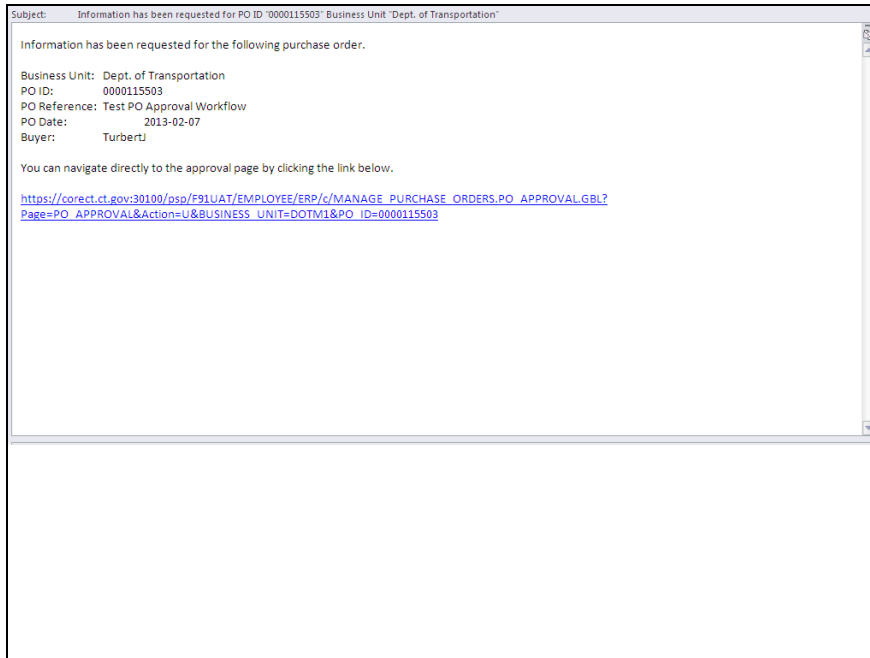 Subject: Information has been requested for PO ID "0000115503" Business Unit "Dept. of Transportation"
Information has been requested for the following purchase order.
Business Unit: Dept. of Transportation
PO ID: 0000115503
PO Reference: Test PO Approval Workflow
PO Date: 2013-02-07
Buyer: TurbertJ
You can navigate directly to the approval page by clicking the link below.
https://corect.ct.gov:30100/psp/F91UAT/EMPLOYEE/ERP/c/MANAGE_PURCHASE_ORDERS.PO_APPROVAL.GBL?
Page=PO_APPROVAL&Action=U&BUSINESS_UNIT=DOTM1&PO_ID=0000115503